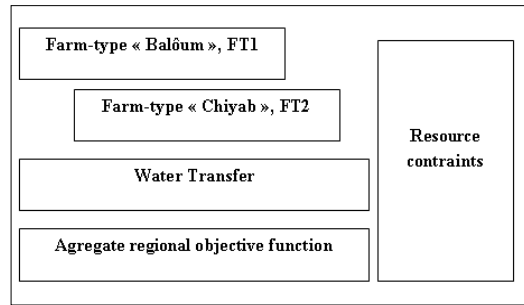 Farm-type « Balôum », FT1
Farm-type « Chiyab », FT2
Water Transfer
Agregate regional objective function
Resource
contraints